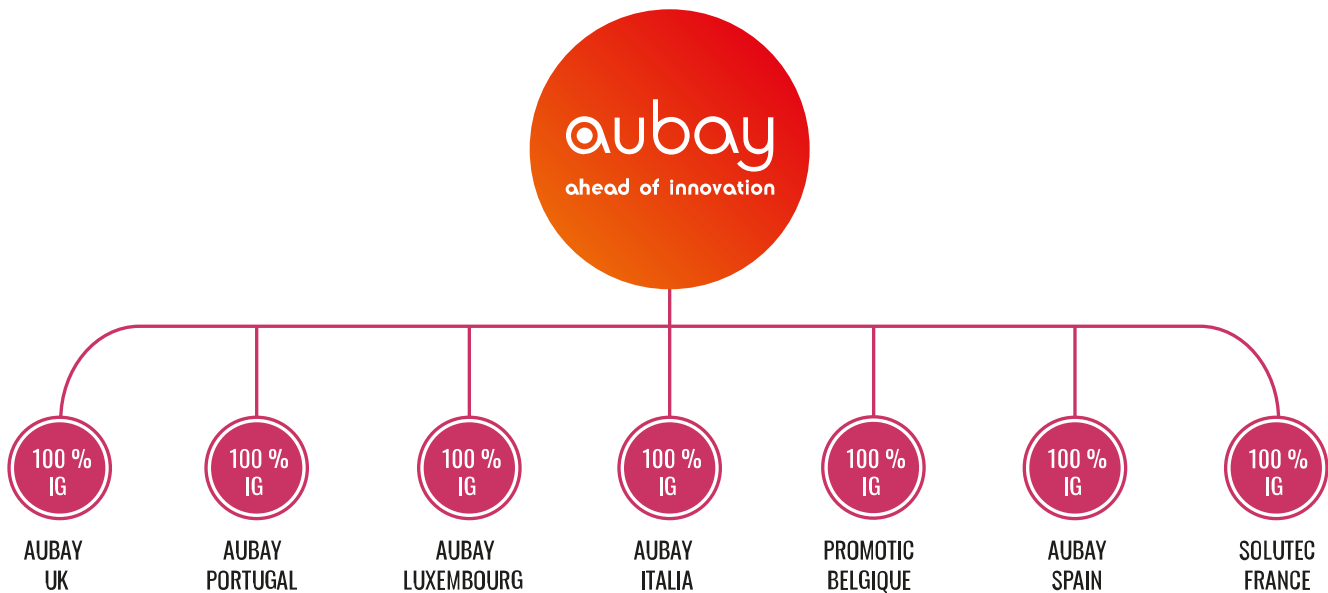 aubay
ahead of innovation
100 %
IG
100 %
IG
100 %
IG
100 %
IG
100 %
IG
100 %
IG
100 %
IG
AUBAY
UK
AUBAY
PORTUGAL
AUBAY
LUXEMBOURG
AUBAY
ITALIA
PROMOTIC
BELGIQUE
AUBAY
SPAIN
SOLUTEC
FRANCE